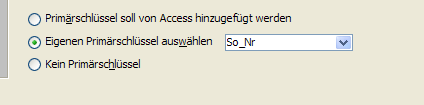 Primärschlüssel soll von Access hinzugefügt werden
Eigenen Primärschlüssel auswählen So_Nr
Kein Primärschlüssel